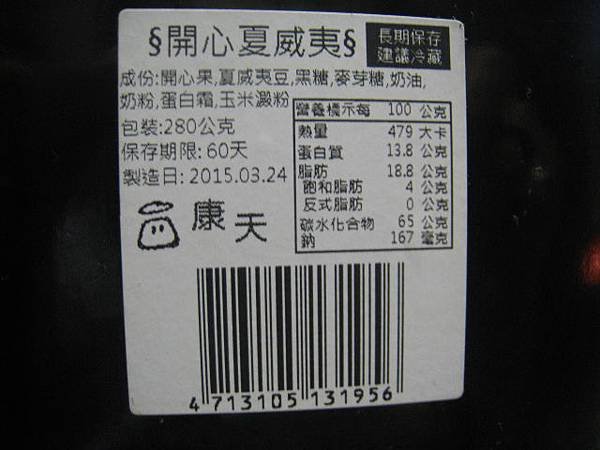 §開心夏威夷§
長期保存
建議冷藏
成份:開心果,夏威夷豆,黑糖,麥芽糖,奶油,
奶粉,蛋白霜,玉米澱粉
包裝:280公克
保存期限:60天
製造日:2015.03.24
康天
營養標示每 100 公克
熱量 479 大卡
蛋白質 13.8 公克
脂肪 18.8 公克
飽和脂肪 4 公克
反式脂肪 0 公克
碳水化合物 65 公克
鈉 167 毫克
4 713105 131956